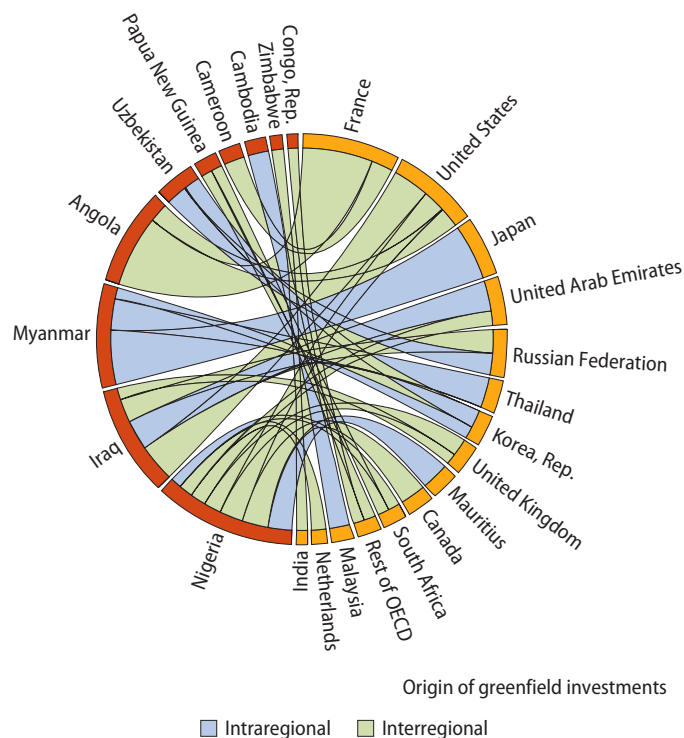 Papua New Guinea
Uzbekistan
Cameroon
Cambodia
Zimbabwe
Congo, Rep.
France
United States
Japan
United Arab Emirates
Russian Federation
Thailand
Korea, Rep.
United Kingdom
Mauritius
Canada
South Africa
Rest of OECD
Malaysia
Netherlands
India
Nigeria
Iraq
Myanmar
Angola
Origin of greenfield investments
Intraregional
Interregional